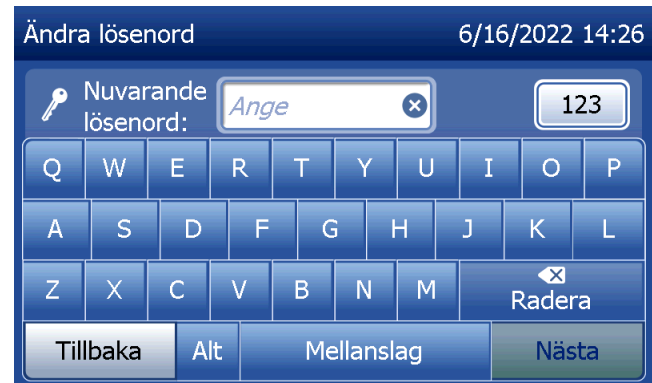 Ändra lösenord 6/16/2022 14:26
Nuvarande
lösenord: Ange 123
Q W E R T Y U I O P
A S D F G H J K L
Z X C V B N M Radera
Tillbaka Alt Mellanslag Nästa